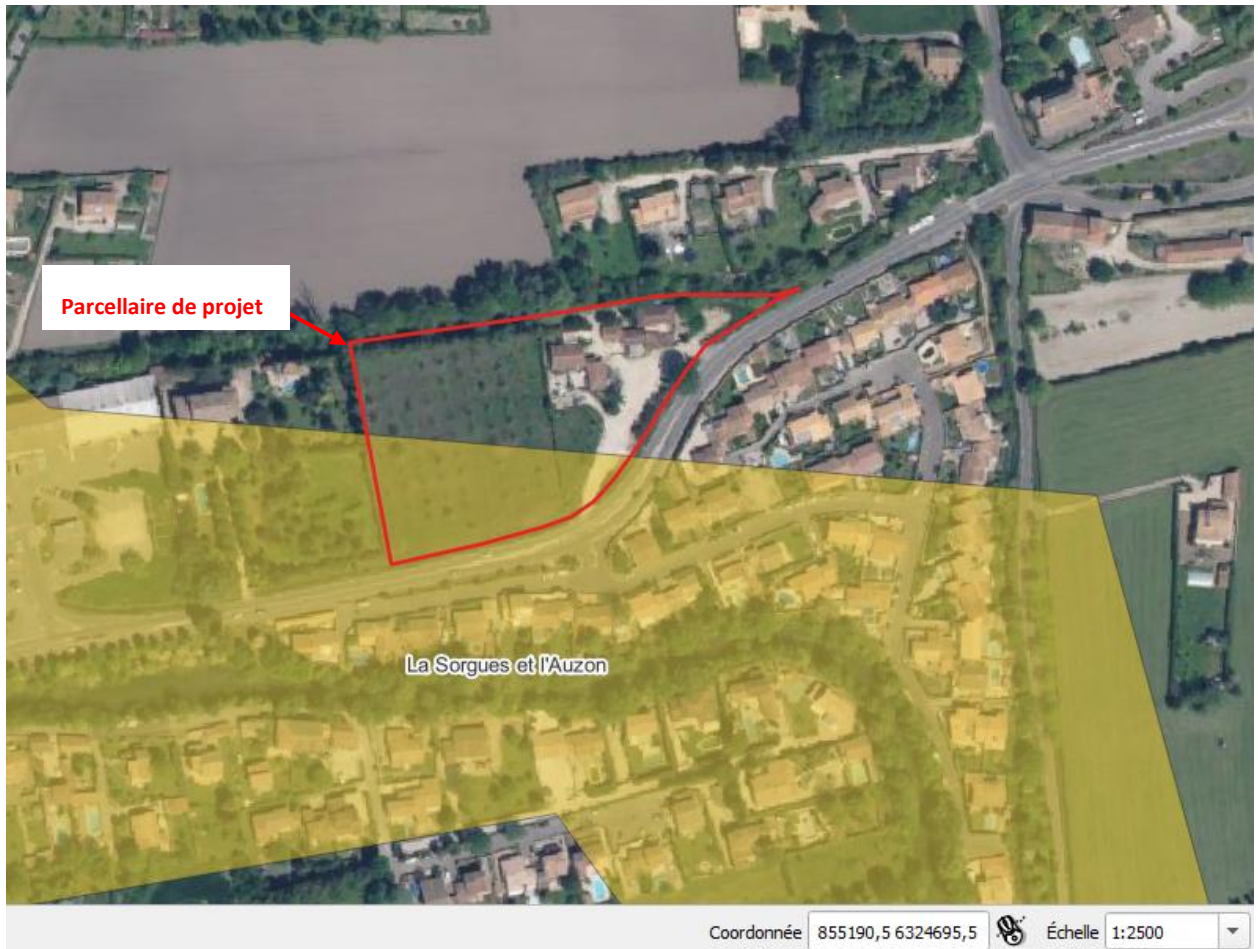 Parcellaire de projet
La Sorgues et l'Auzon
Coordonnée 855190,5 6324695,5 Échelle 1:2500